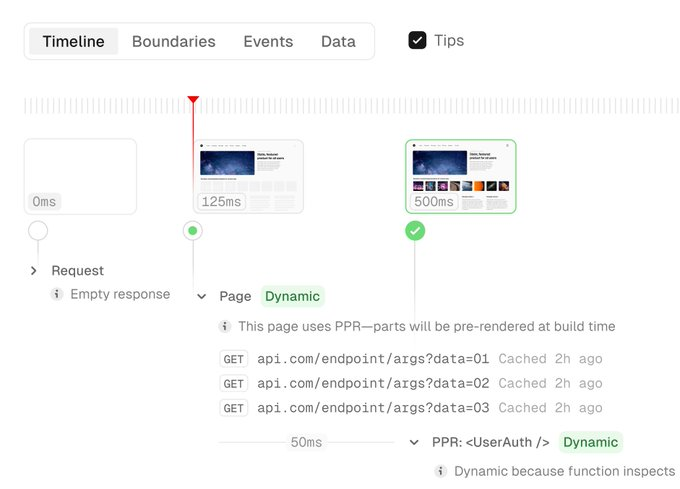 Timeline Boundaries Events Data Tips
0ms 125ms 500ms
Request
Empty response
Page Dynamic
This page uses PPR—parts will be pre-rendered at build time
GET api.com/endpoint/args?data=01 Cached 2h ago
GET api.com/endpoint/args?data=02 Cached 2h ago
GET api.com/endpoint/args?data=03 Cached 2h ago
50ms PPR: <UserAuth /> Dynamic
Dynamic because function inspects